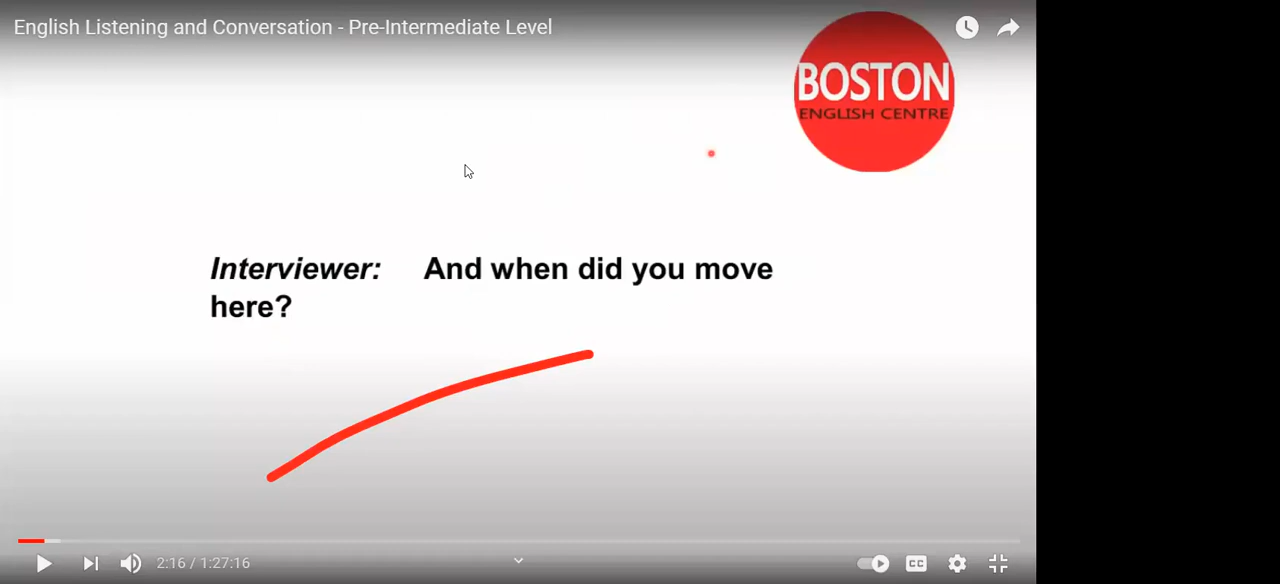 English Listening and Conversation - Pre-Intermediate Level
BOSTON
ENGLISH CENTRE
Interviewer: And when did you move
here?
2:16 / 1:27:16
CC